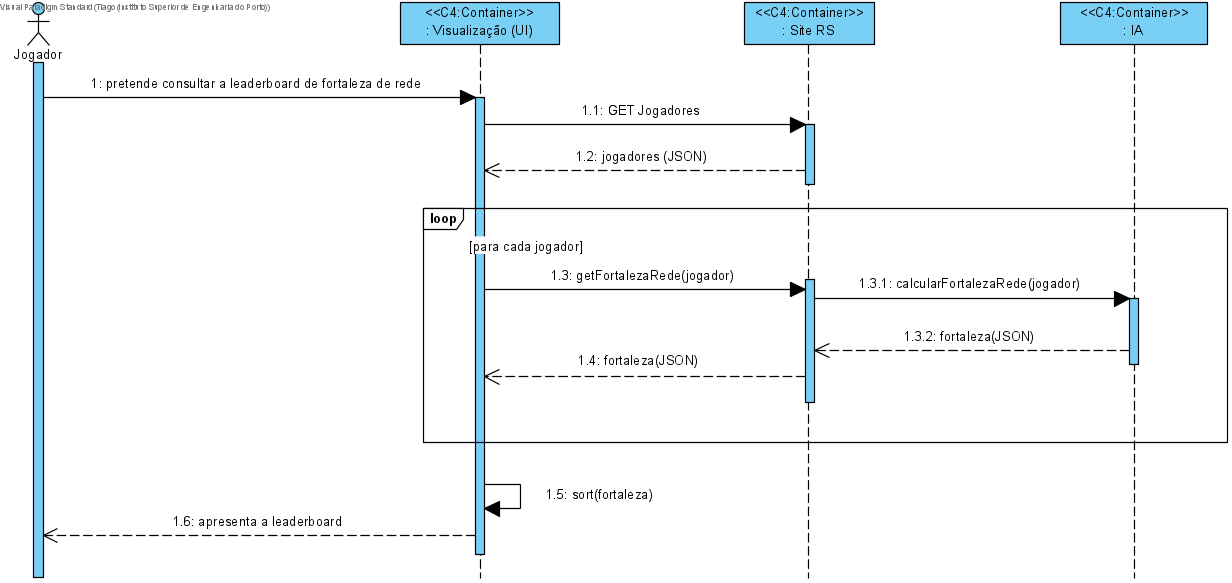 Visual Paradigm Standard (Tiago (Instituto Superior de Engenharia do Porto))
Jogador
<<C4:Container>>
: Visualização (UI)
<<C4:Container>>
: Site RS
<<C4:Container>>
: IA
1: pretende consultar a leaderboard de fortaleza de rede
1.1: GET Jogadores
1.2: jogadores (JSON)
loop
[para cada jogador]
1.3: getFortalezaRede(jogador)
1.3.1: calcularFortalezaRede(jogador)
1.3.2: fortaleza(JSON)
1.4: fortaleza(JSON)
1.5: sort(fortaleza)
1.6: apresenta a leaderboard